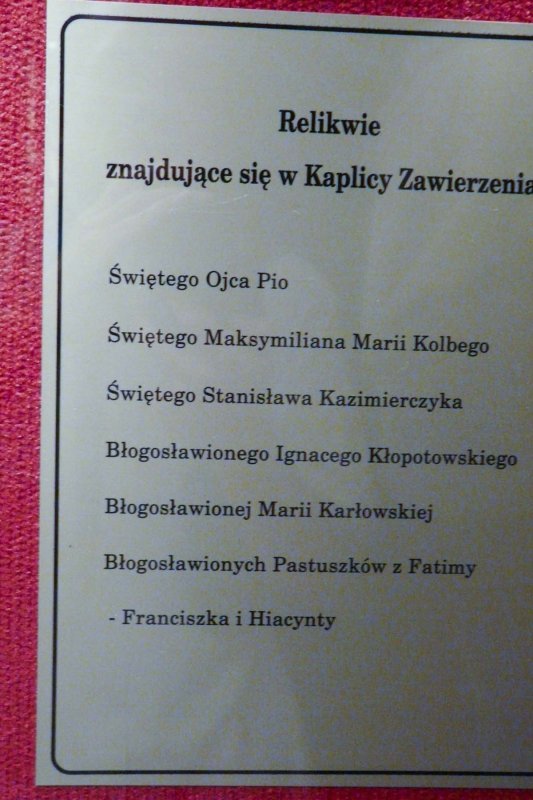 Relikwie
znajdujące się w Kaplicy Zawierzenia
Świętego Ojca Pio
Świętego Maksymiliana Marii Kolbego
Świętego Stanisława Kazimierczyka
Błogosławionego Ignacego Kłopotowskiego
Błogosławionej Marii Karłowskiej
Błogosławionych Pastuszków z Fatimy
- Franciszka i Hiacynty